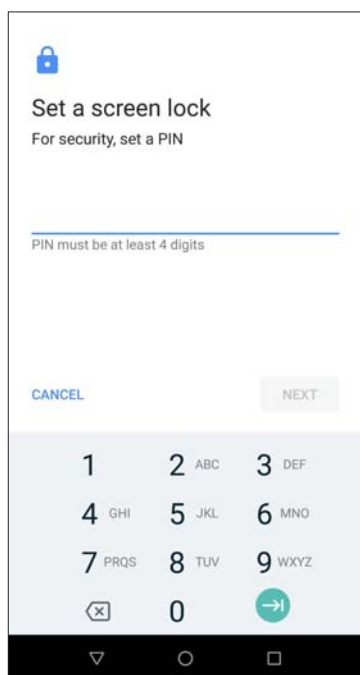 Set a screen lock
For security, set a PIN
PIN must be at least 4 digits
CANCEL NEXT
1 2 ABC 3 DEF
4 GHI 5 JKL 6 MNO
7 PRQS 8 TUV 9 WXYZ
0